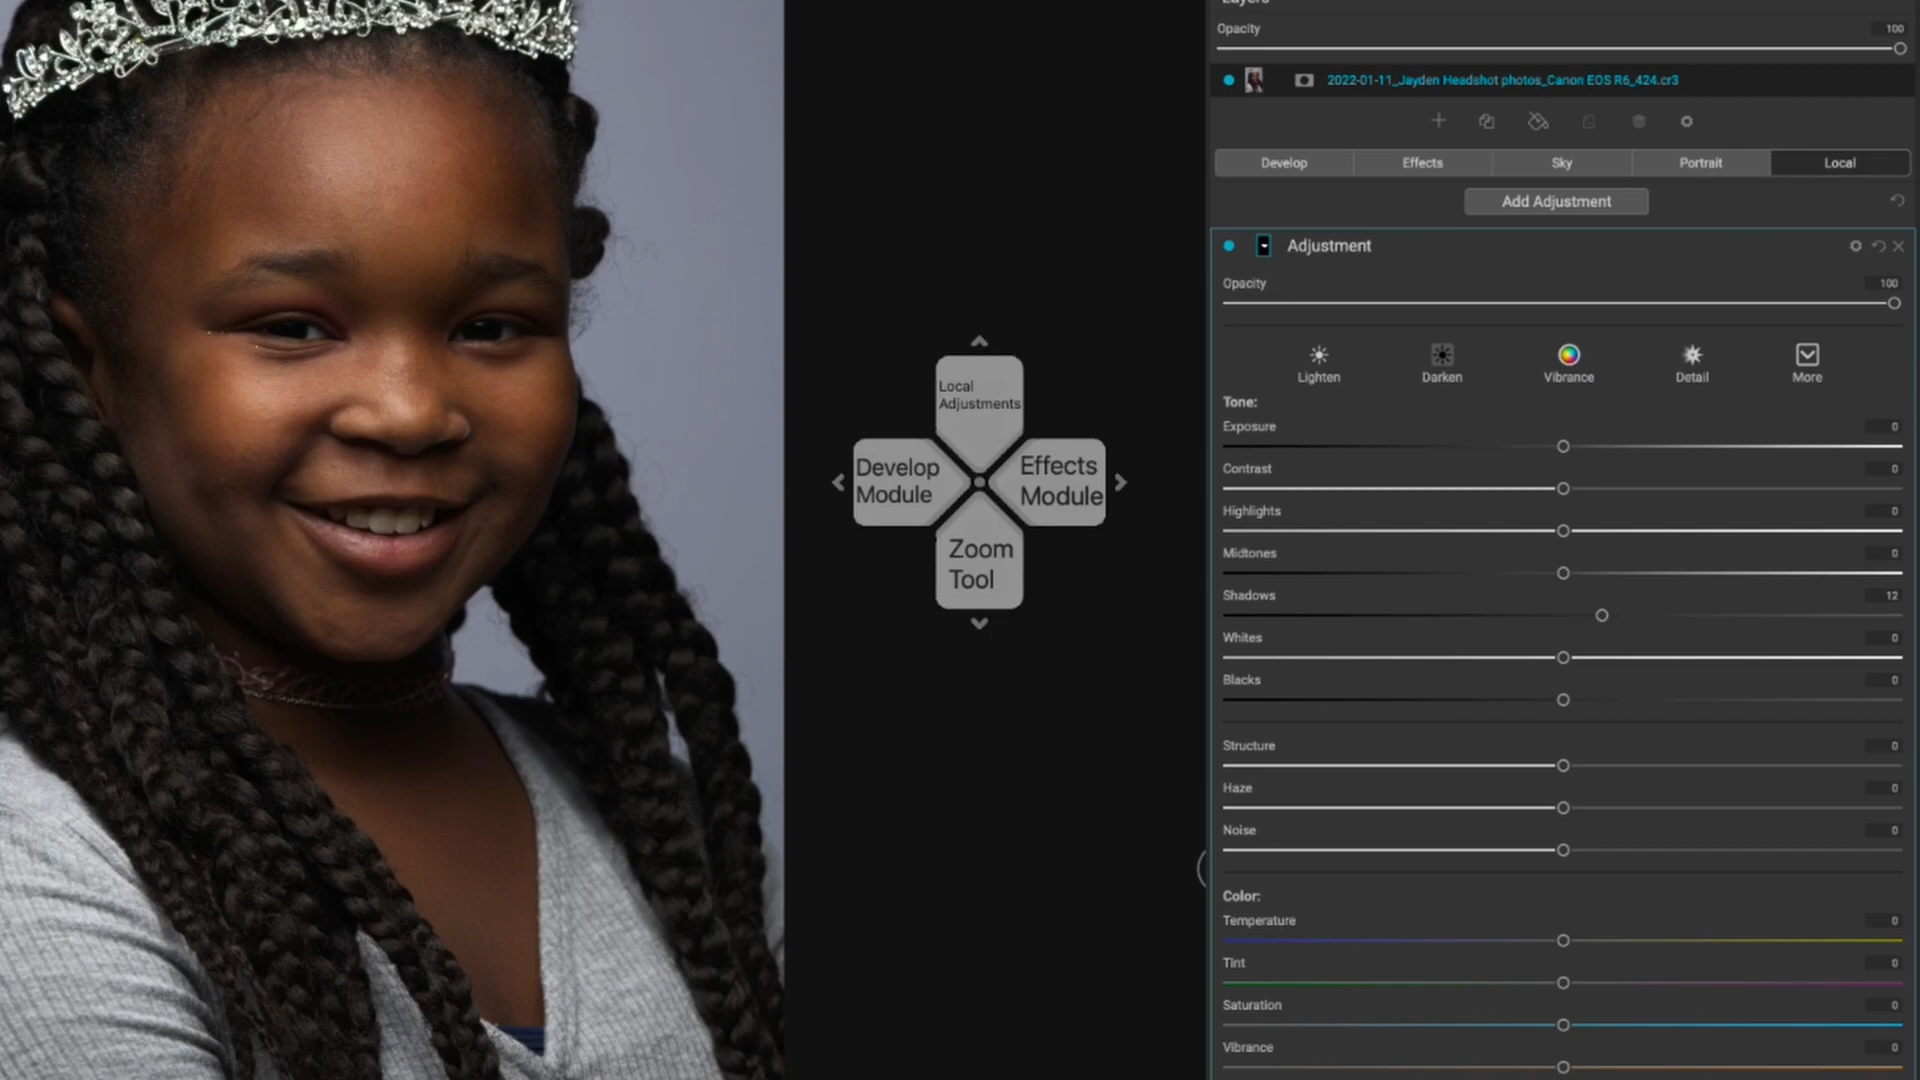 Layers
Opacity
100
2022-01-11_Jayden Headshot photos_Canon EOS R6_424.cr3
Develop
Effects
Sky
Portrait
Local
Add Adjustment
Adjustment
Opacity
100
Lighten
Darken
Vibrance
Detail
More
Tone:
Exposure
0
Contrast
0
Highlights
0
Midtones
0
Shadows
12
Whites
0
Blacks
0
Structure
0
Haze
0
Noise
0
Color:
Temperature
0
Tint
0
Saturation
0
Vibrance
0
Local
Adjustments
Develop
Module
Effects
Module
Zoom
Tool